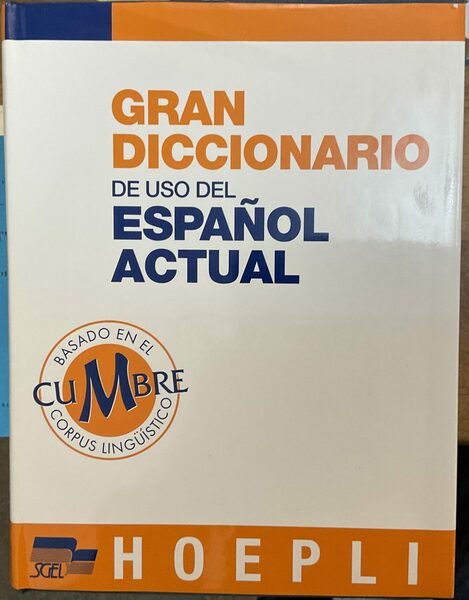 GRAN
DICCIONARIO
DE USO DEL
ESPAÑOL
ACTUAL
BASADO EN EL
CUMBRE
CORPUS LINGÜÍSTICO
SGEL
HOEPLI